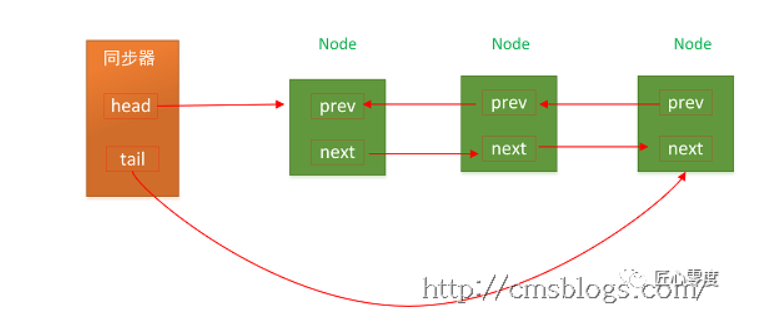 Node Node Node
同步器
head prev prev prev
tail next next next
匠心零度
http://cmsblogs.com/